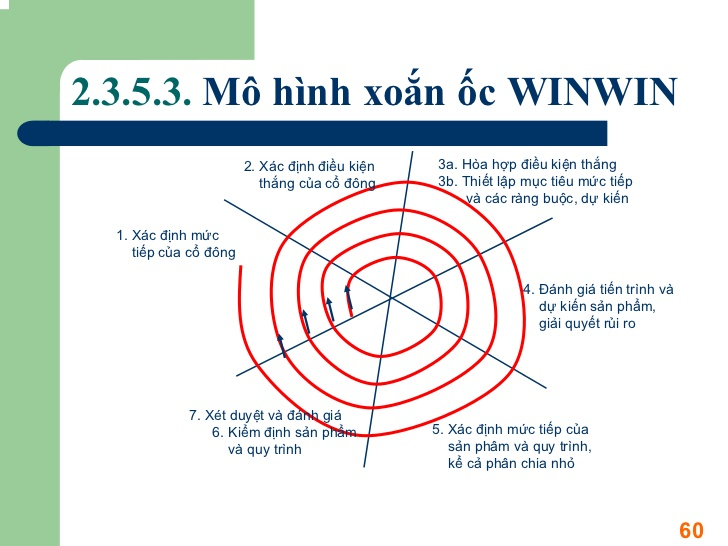 2.3.5.3. Mô hình xoắn ốc WINWIN
2. Xác định điều kiện
thắng của cổ đông
3a. Hòa hợp điều kiện thắng
3b. Thiết lập mục tiêu mức tiếp
và các ràng buộc, dự kiến
1. Xác định mức
tiếp của cổ đông
4. Đánh giá tiến trình và
dự kiến sản phẩm,
giải quyết rủi ro
7. Xét duyệt và đánh giá
6. Kiểm định sản phẩm
và quy trình
5. Xác định mức tiếp của
sản phâm và quy trình,
kể cả phân chia nhỏ
60